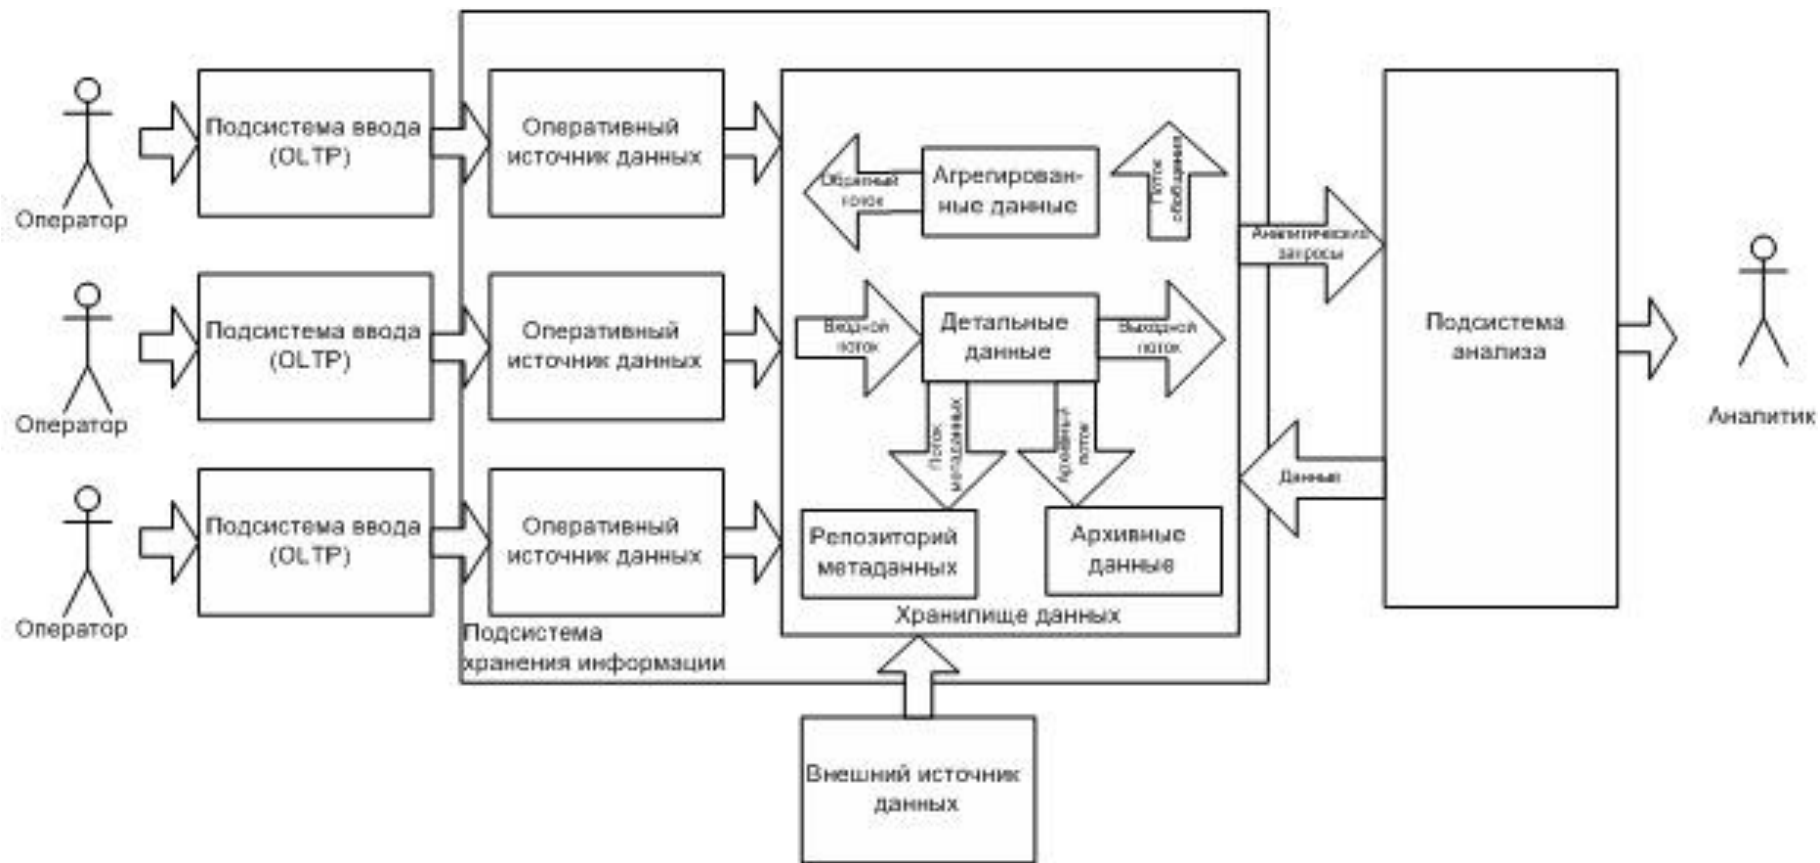 Оператор
Подсистема ввода
(OLTP)
Оперативный
источник данных
Оператор
Подсистема ввода
(OLTP)
Оперативный
источник данных
Оператор
Подсистема ввода
(OLTP)
Оперативный
источник данных
Подсистема
хранения информации
Обратный
поток
Агрегирован-
ные данные
Поток
обобщения
Входной
поток
Детальные
данные
Выходной
поток
Поток
метаданных
Архивный
поток
Репозиторий
метаданных
Архивные
данные
Хранилище данных
Внешний источник
данных
Аналитические
запросы
Данные
Подсистема
анализа
Аналитик